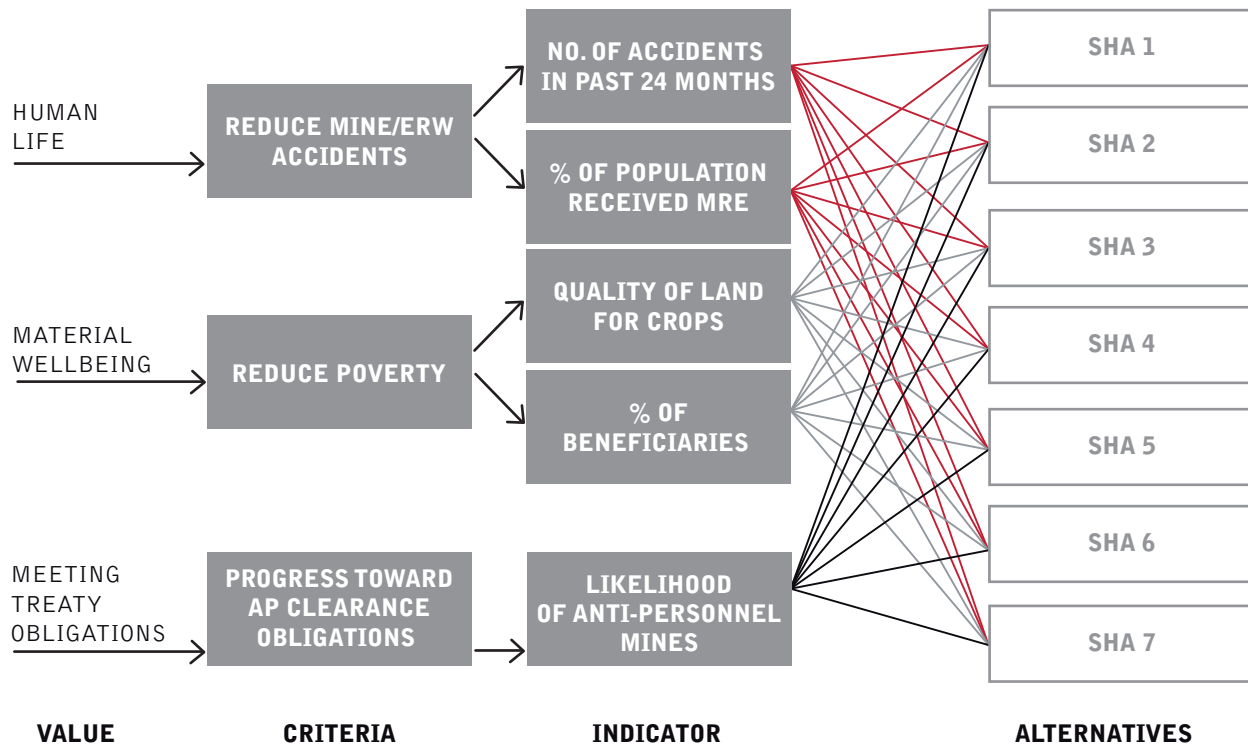 HUMAN
LIFE
REDUCE MINE/ERW
ACCIDENTS
NO. OF ACCIDENTS
IN PAST 24 MONTHS
% OF POPULATION
RECEIVED MRE
MATERIAL
WELLBEING
REDUCE POVERTY
QUALITY OF LAND
FOR CROPS
% OF
BENEFICIARIES
MEETING
TREATY
OBLIGATIONS
PROGRESS TOWARD
AP CLEARANCE
OBLIGATIONS
LIKELIHOOD
OF ANTI-PERSONNEL
MINES
SHA 1
SHA 2
SHA 3
SHA 4
SHA 5
SHA 6
SHA 7
VALUE
CRITERIA
INDICATOR
ALTERNATIVES